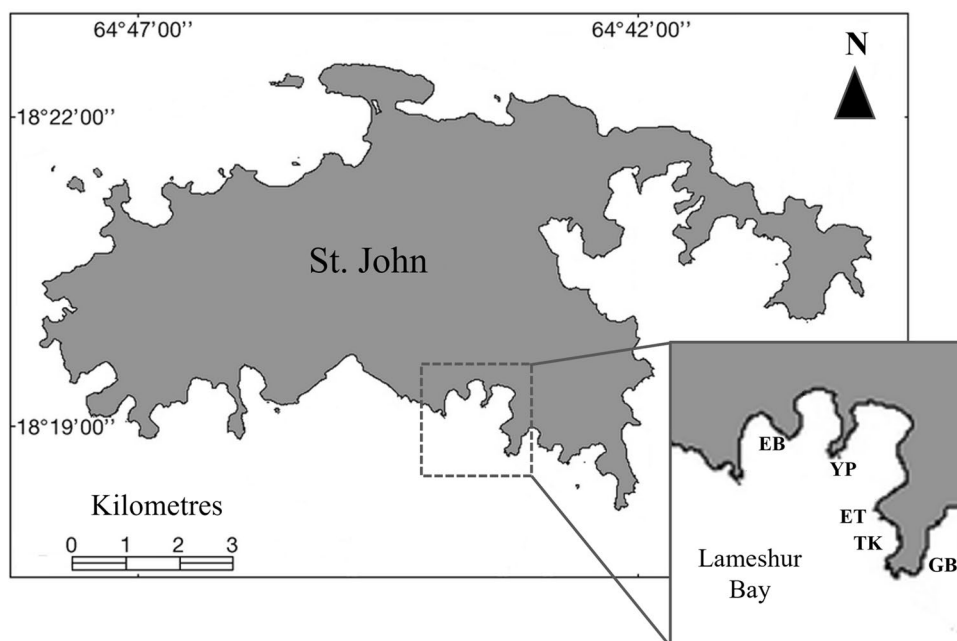 64°47'00'' 64°42'00''
N
18°22'00''
St. John
18°19'00''
EB
YP
ET
Kilometres
TK
0 1 2 3
Lameshur
Bay
GB